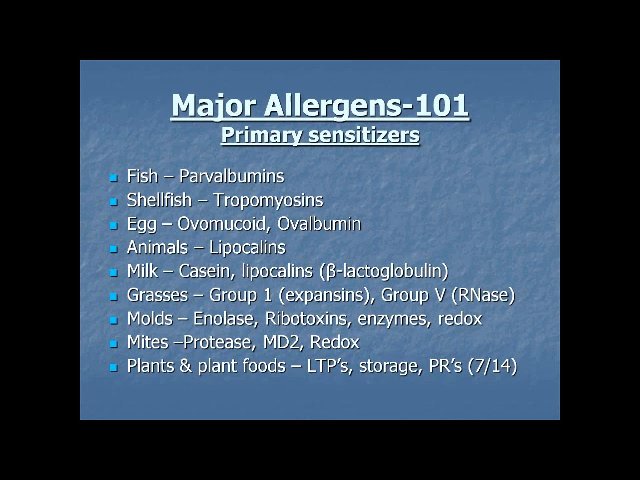 Major Allergens-101
Primary sensitizers
Fish – Parvalbumins
Shellfish – Tropomyosins
Egg – Ovomucoid, Ovalbumin
Animals – Lipocalins
Milk – Casein, lipocalins (β-lactoglobulin)
Grasses – Group 1 (expansins), Group V (RNase)
Molds – Enolase, Ribotoxins, enzymes, redox
Mites –Protease, MD2, Redox
Plants & plant foods – LTP's, storage, PR's (7/14)